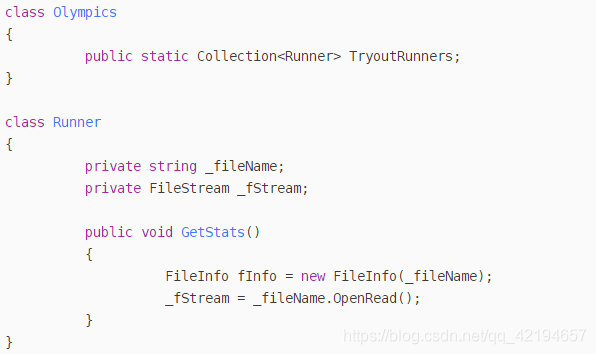 class Olympics
{
public static Collection<Runner> TryoutRunners;
}
class Runner
{
private string _fileName;
private FileStream _fStream;
public void GetStats()
{
FileInfo fInfo = new FileInfo(_fileName);
_fStream = _fileName.OpenRead();
}
}
https://blog.csdn.net/qq_42194657